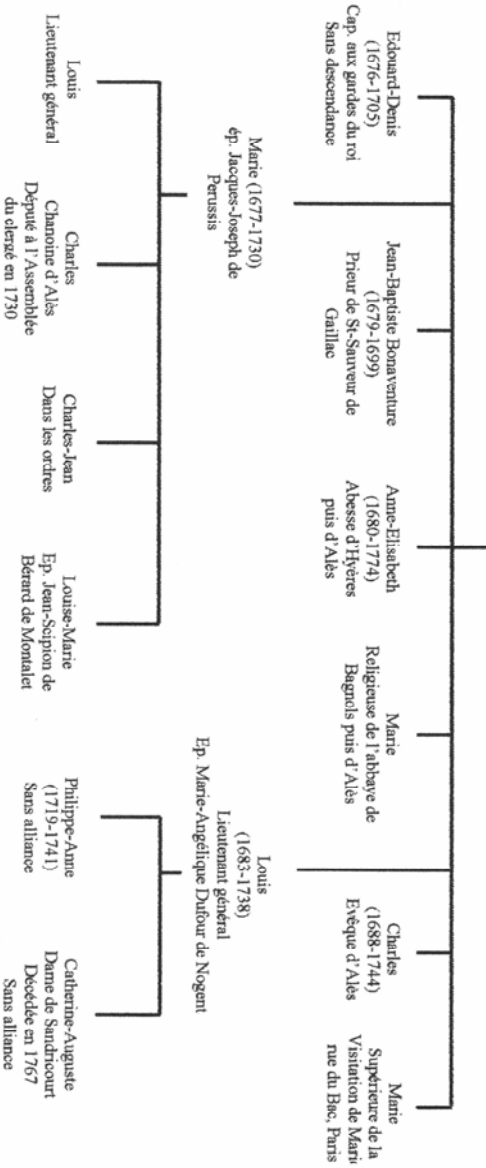 Edouard-Denis
(1676-1705)
Cap. aux gardes du roi
Sans descendance
Jean-Baptiste Bonaventure
(1679-1699)
Prieur de St-Sauveur de
Gaillac
Anne-Elisabeth
(1680-1774)
Abesse d'Hyères
puis d'Alès
Marie
Religieuse de l'abbaye de
Bagnols puis d'Alès
Charles
(1688-1744)
Evêque d'Alès
Marie
Supérieure de la
Visitation de Marie
rue du Bac, Paris
Marie (1677-1730)
ép. Jacques-Joseph de
Perussis
Louis
(1683-1738)
Lieutenant général
Ep. Marie-Angélique Dufour de Nogent
Louis
Lieutenant général
Charles
Chanoine d'Alès
Député à l'Assemblée
du clergé en 1730
Charles-Jean
Dans les ordres
Louise-Marie
Ep. Jean-Scipion de
Bérard de Montalet
Philippe-Anne
(1719-1741)
Sans alliance
Catherine-Auguste
Dame de Sandricourt
Décédée en 1767
Sans alliance